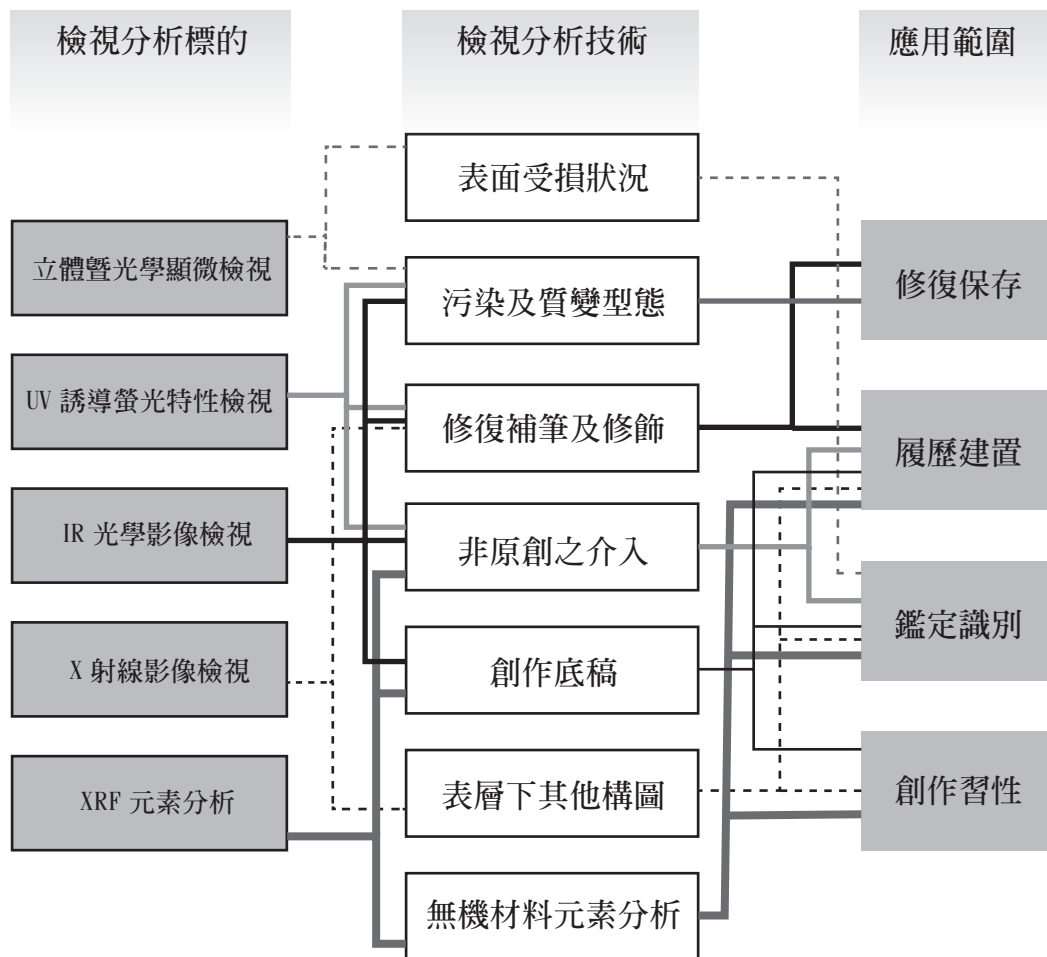 檢視分析標的
檢視分析技術
應用範圍
立體暨光學顯微檢視
UV 誘導螢光特性檢視
IR 光學影像檢視
X 射線影像檢視
XRF 元素分析
表面受損狀況
污染及質變型態
修復補筆及修飾
非原創之介入
創作底稿
表層下其他構圖
無機材料元素分析
修復保存
履歷建置
鑑定識別
創作習性